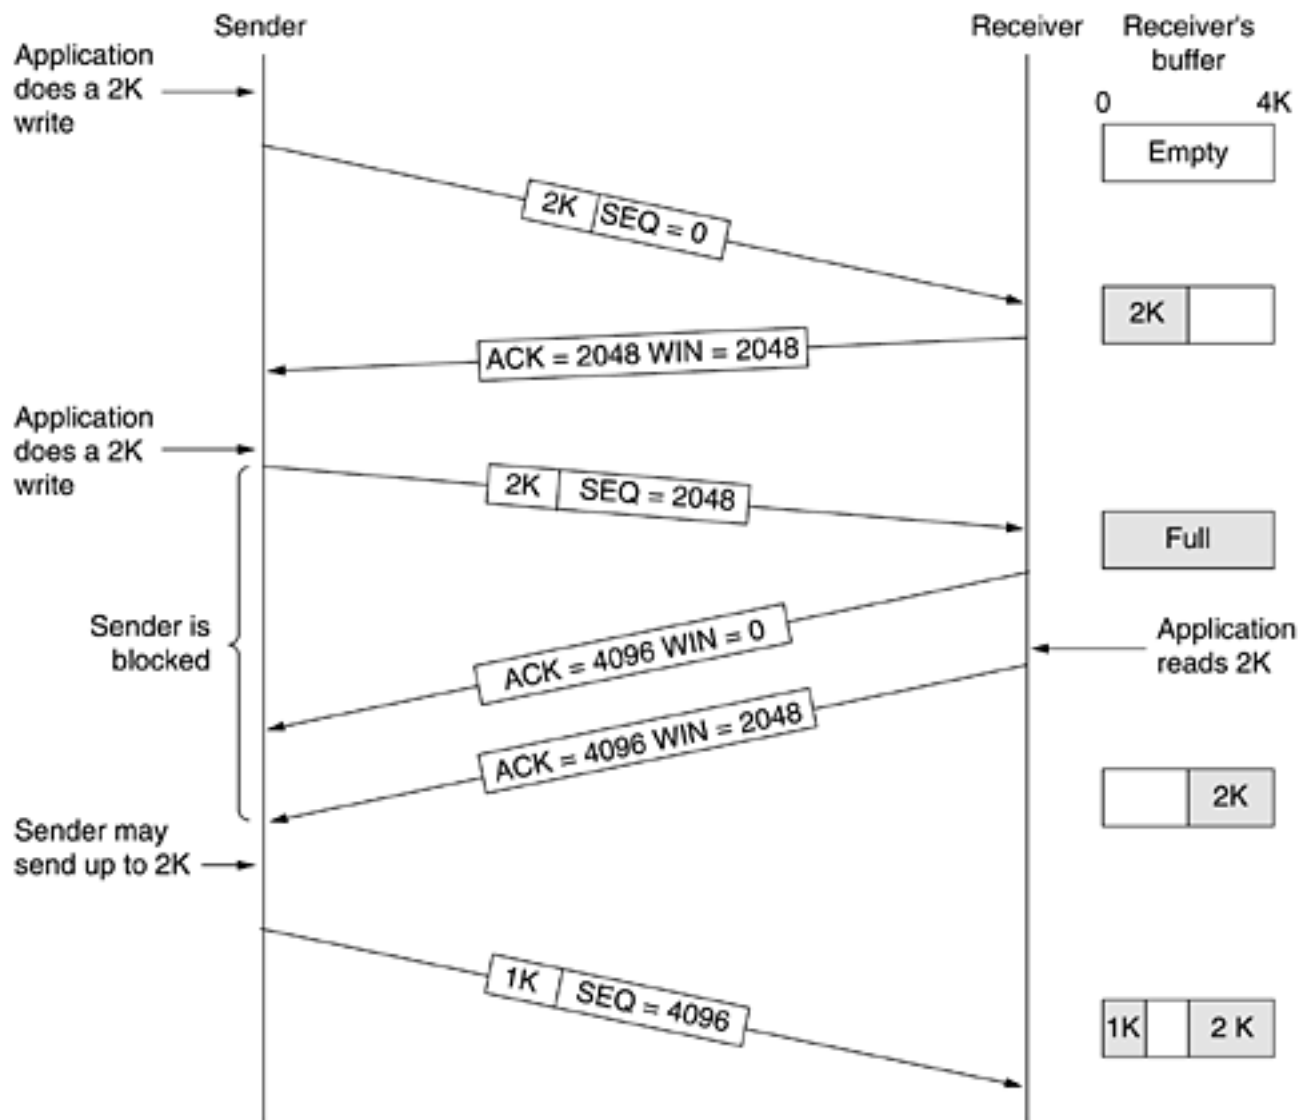 Sender
Receiver
Receiver's
buffer
Application
does a 2K
write
0
4K
Empty
2K SEQ = 0
2K
ACK = 2048 WIN = 2048
Application
does a 2K
write
2K SEQ = 2048
Full
Sender is
blocked
ACK = 4096 WIN = 0
Application
reads 2K
ACK = 4096 WIN = 2048
2K
Sender may
send up to 2K
1K SEQ = 4096
1K
2 K